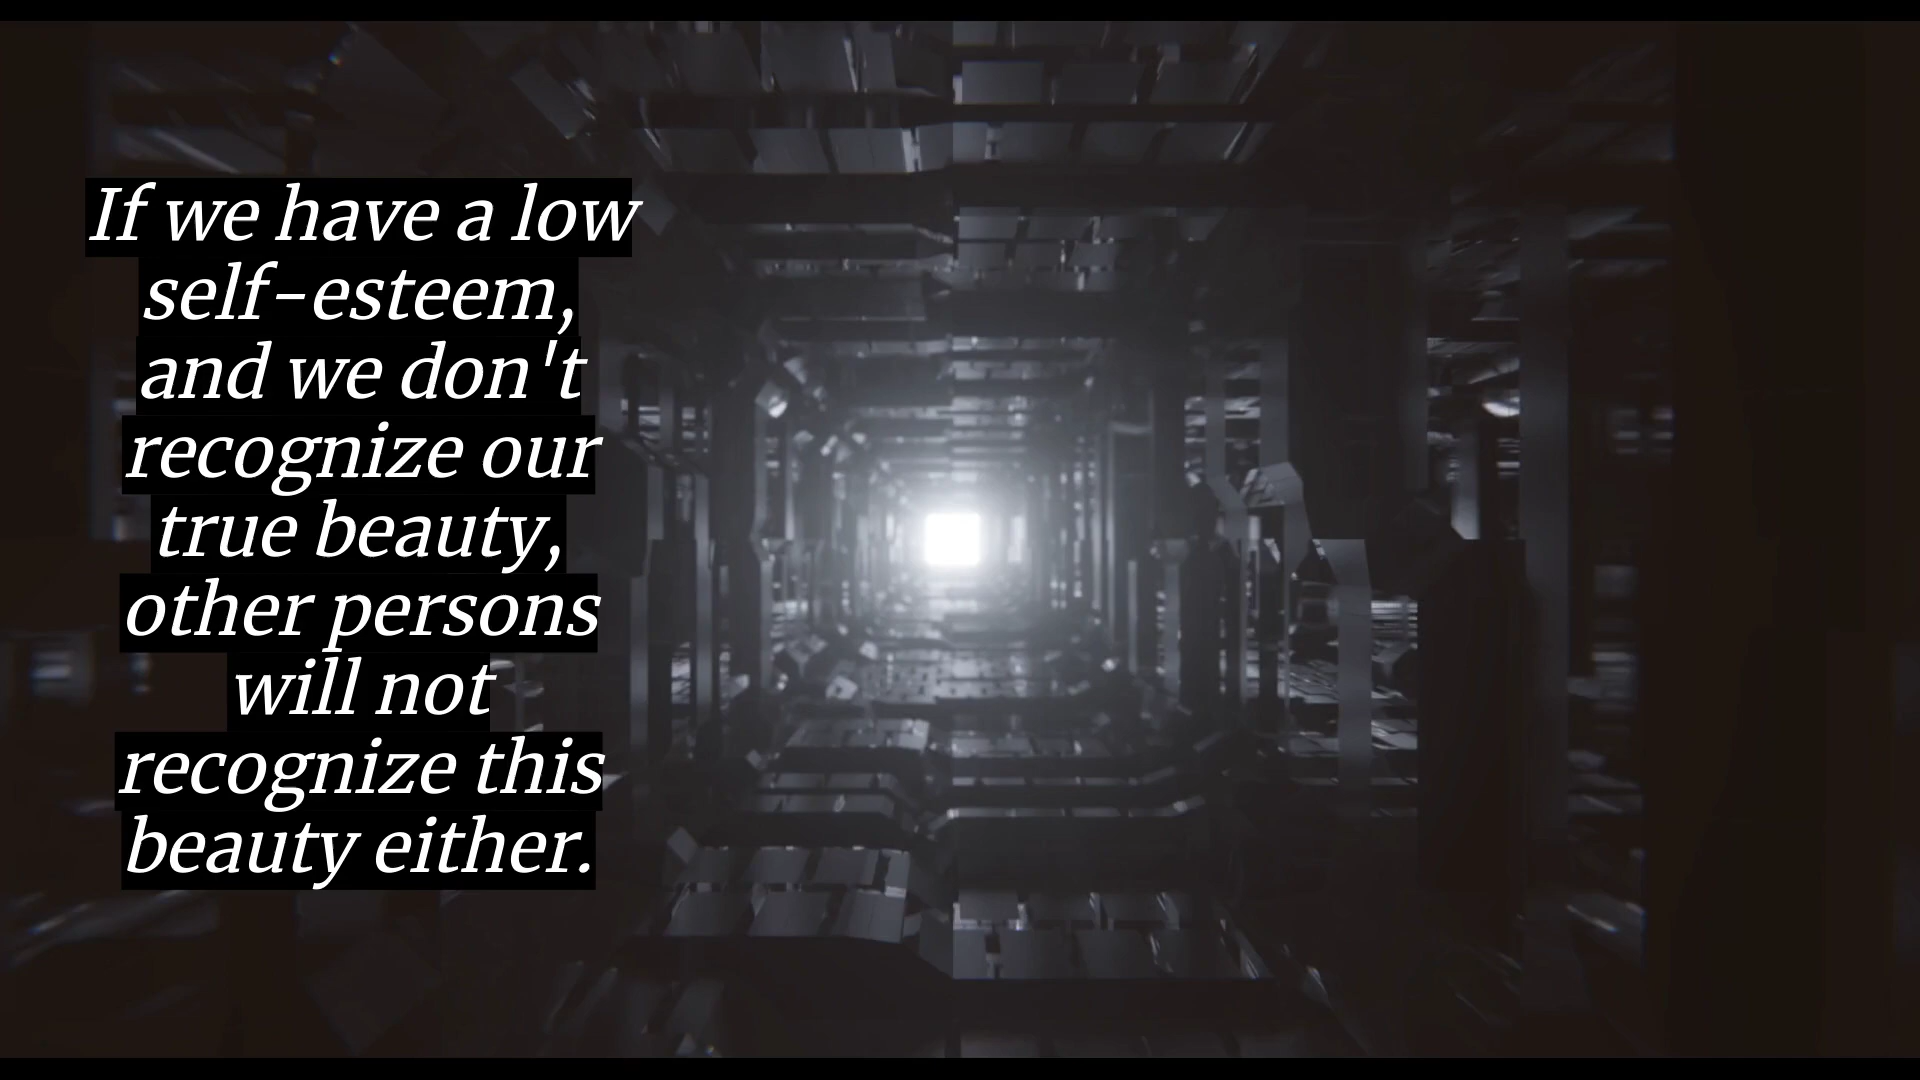 If we have a low
self-esteem,
and we don't
recognize our
true beauty,
other persons
will not
recognize this
beauty either.